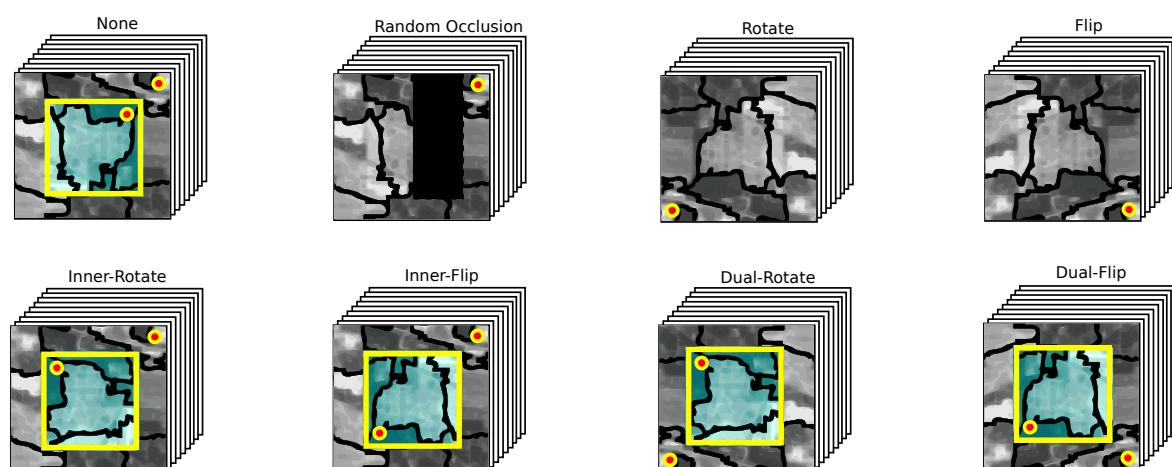 None
Random Occlusion
Rotate
Flip
Inner-Rotate
Inner-Flip
Dual-Rotate
Dual-Flip